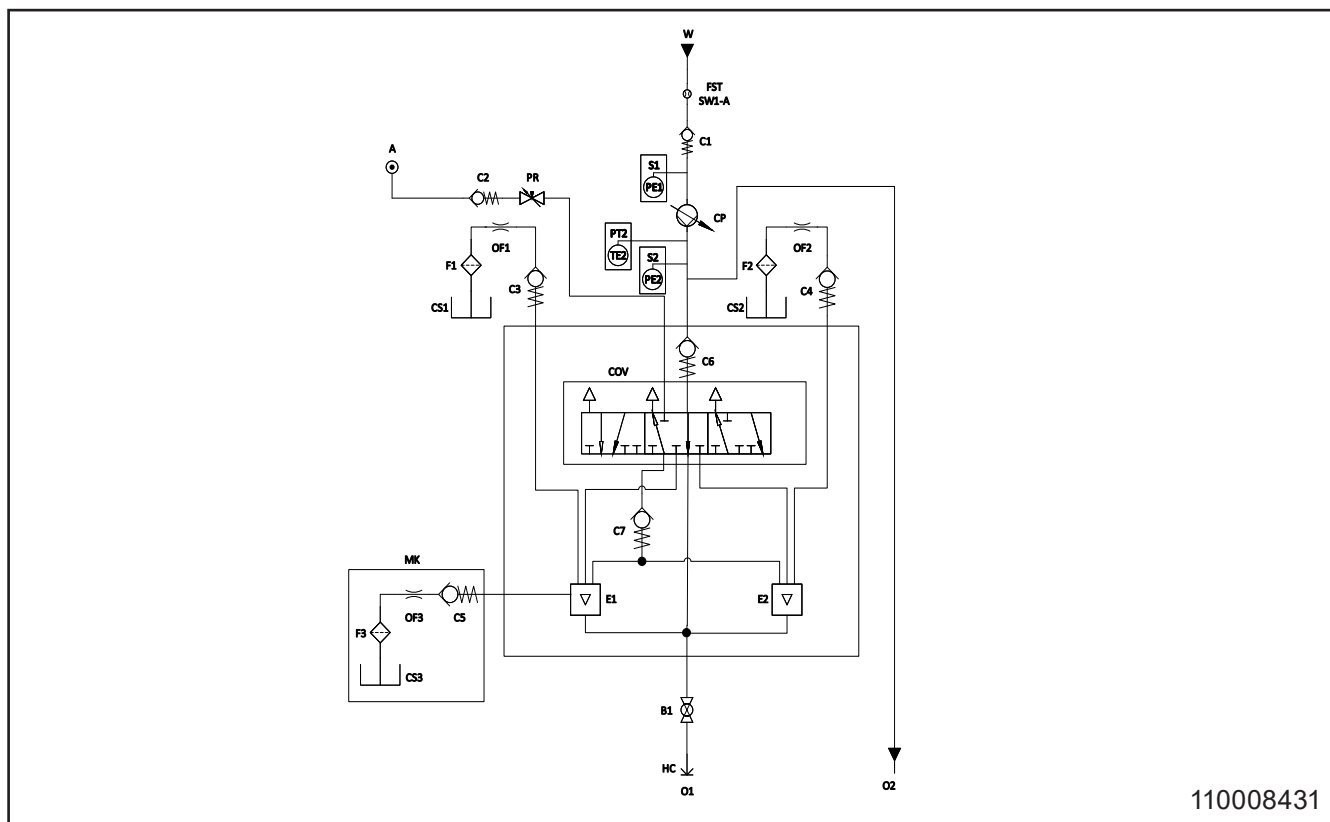 W
FST
SW1-A
C1
A
S1
C2
PR
PE1
CP
PT2
OF1
OF2
TE2
S2
F1
F2
PE2
C3
C4
CS1
CS2
C6
COV
C7
MK
E1
E2
OF3
C5
F3
CS3
B1
HC
O1
O2
110008431